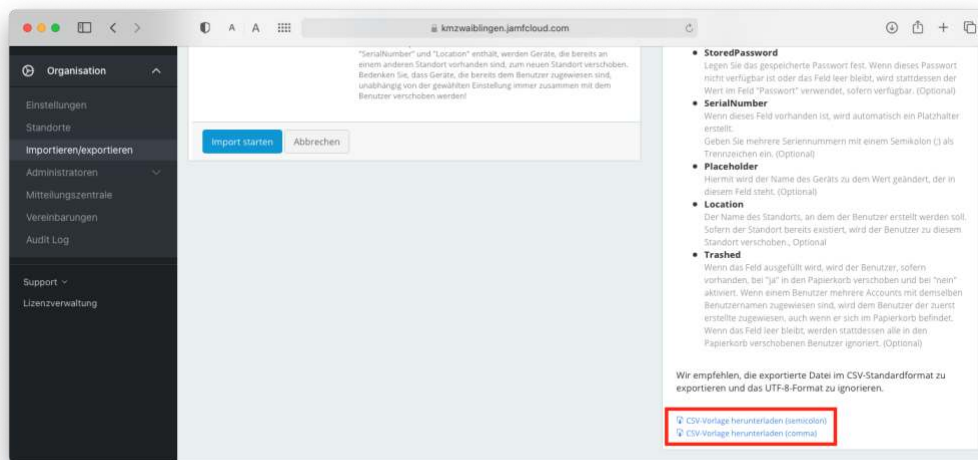 A A
kmzwaiblingen.jamfcloud.com
Organisation
Einstellungen
Standorte
Importieren/exportieren
Administratoren
Mitteilungszentrale
Vereinbarungen
Audit Log
Support
Lizenzverwaltung
"SerialNumber" und "Location" enthält, werden Geräte, die bereits an
einem anderen Standort vorhanden sind, zum neuen Standort verschoben.
Bedenken Sie, dass Geräte, die bereits dem Benutzer zugewiesen sind,
unabhängig von der gewählten Einstellung immer zusammen mit dem
Benutzer verschoben werden!
Import starten Abbrechen
• StoredPassword
Legen Sie das gespeicherte Passwort fest. Wenn dieses Passwort
nicht verfügbar ist oder das Feld leer bleibt, wird stattdessen der
Wert im Feld "Passwort" verwendet, sofern verfügbar. (Optional)
• SerialNumber
Wenn dieses Feld vorhanden ist, wird automatisch ein Platzhalter
erstellt.
Geben Sie mehrere Seriennummern mit einem Semikolon (;) als
Trennzeichen ein. (Optional)
• Placeholder
Hiermit wird der Name des Geräts zu dem Wert geändert, der in
diesem Feld steht. (Optional)
• Location
Der Name des Standorts, an dem der Benutzer erstellt werden soll.
Sofern der Standort bereits existiert, wird der Benutzer zu diesem
Standort verschoben., Optional
• Trashed
Wenn das Feld ausgefüllt wird, wird der Benutzer, sofern
vorhanden, bei "ja" in den Papierkorb verschoben und bei "nein"
aktiviert. Wenn einem Benutzer mehrere Accounts mit demselben
Benutzernamen zugewiesen sind, wird dem Benutzer der zuerst
erstellte zugewiesen, auch wenn er sich im Papierkorb befindet.
Wenn das Feld leer bleibt, werden stattdessen alle in den
Papierkorb verschobenen Benutzer ignoriert. (Optional)
Wir empfehlen, die exportierte Datei im CSV-Standardformat zu
exportieren und das UTF-8-Format zu ignorieren.
CSV-Vorlage herunterladen (semicolon)
CSV-Vorlage herunterladen (comma)